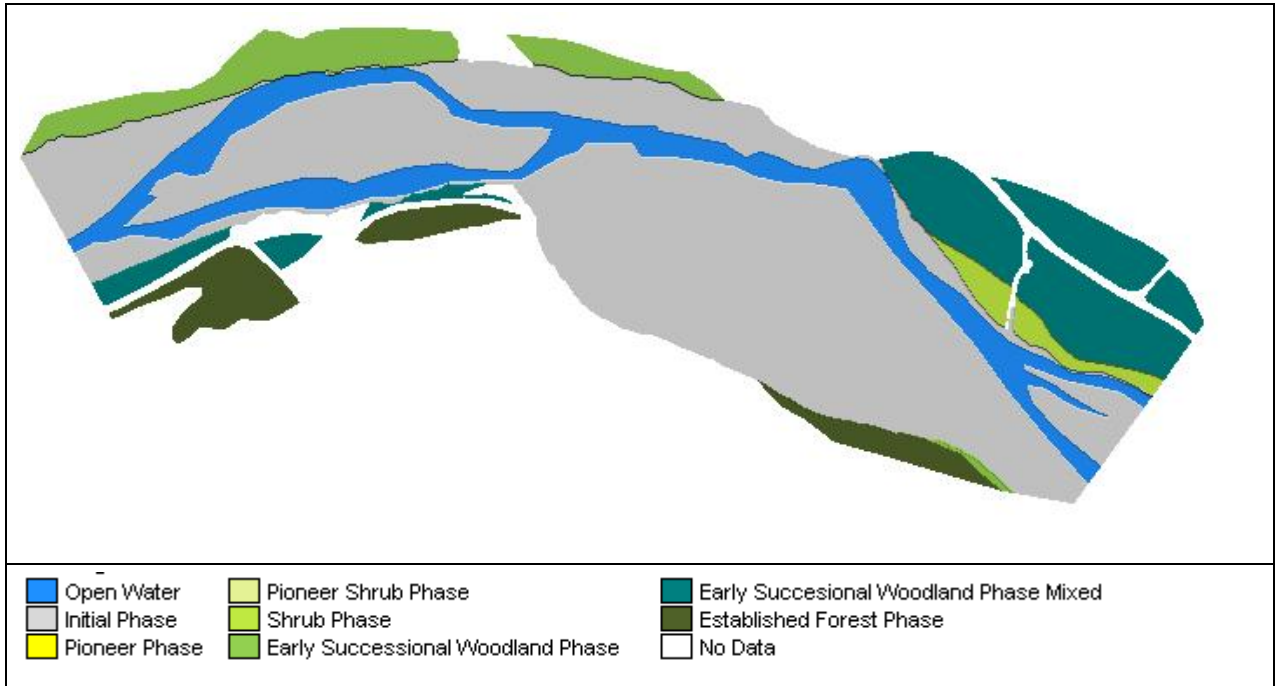 Open Water
Initial Phase
Pioneer Phase
Pioneer Shrub Phase
Shrub Phase
Early Successional Woodland Phase
Early Succesional Woodland Phase Mixed
Established Forest Phase
No Data